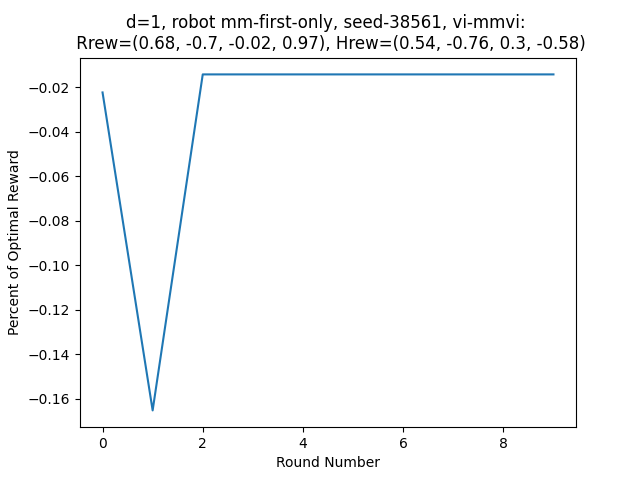 d=1, robot mm-first-only, seed-38561, vi-mmvi:
Rrew=(0.68, -0.7, -0.02, 0.97), Hrew=(0.54, -0.76, 0.3, -0.58)
−0.02
−0.04
−0.06
−0.08
−0.10
−0.12
−0.14
−0.16
Percent of Optimal Reward
0 2 4 6 8
Round Number